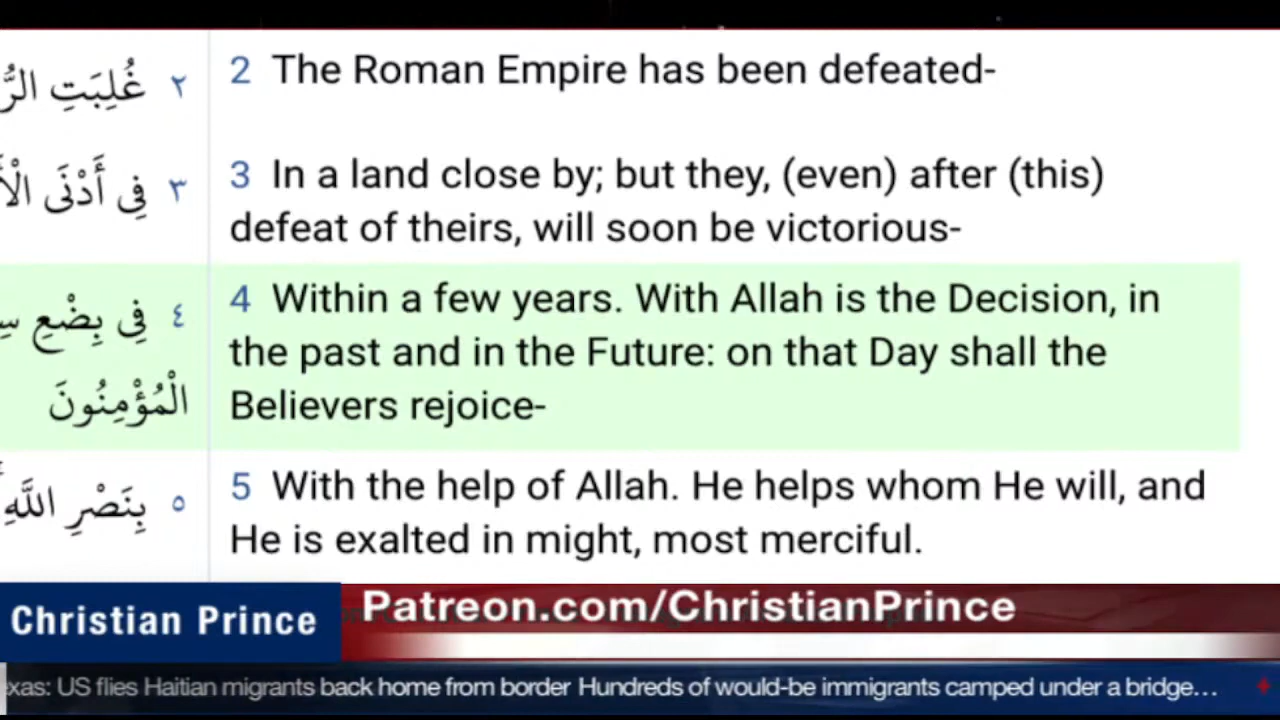 2 The Roman Empire has been defeated-
٢ غُلِبَتِ
3 In a land close by; but they, (even) after (this)
defeat of theirs, will soon be victorious-
٣ فِي أَدْنَى
4 Within a few years. With Allah is the Decision, in
the past and in the Future: on that Day shall the
Believers rejoice-
٤ فِي بِضْعِ
الْمُؤْمِنُونَ
5 With the help of Allah. He helps whom He will, and
He is exalted in might, most merciful.
٥ بِنَصْرِ اللَّهِ
Christian Prince
Patreon.com/ChristianPrince
xas: US flies Haitian migrants back home from border Hundreds of would-be immigrants camped under a bridge...